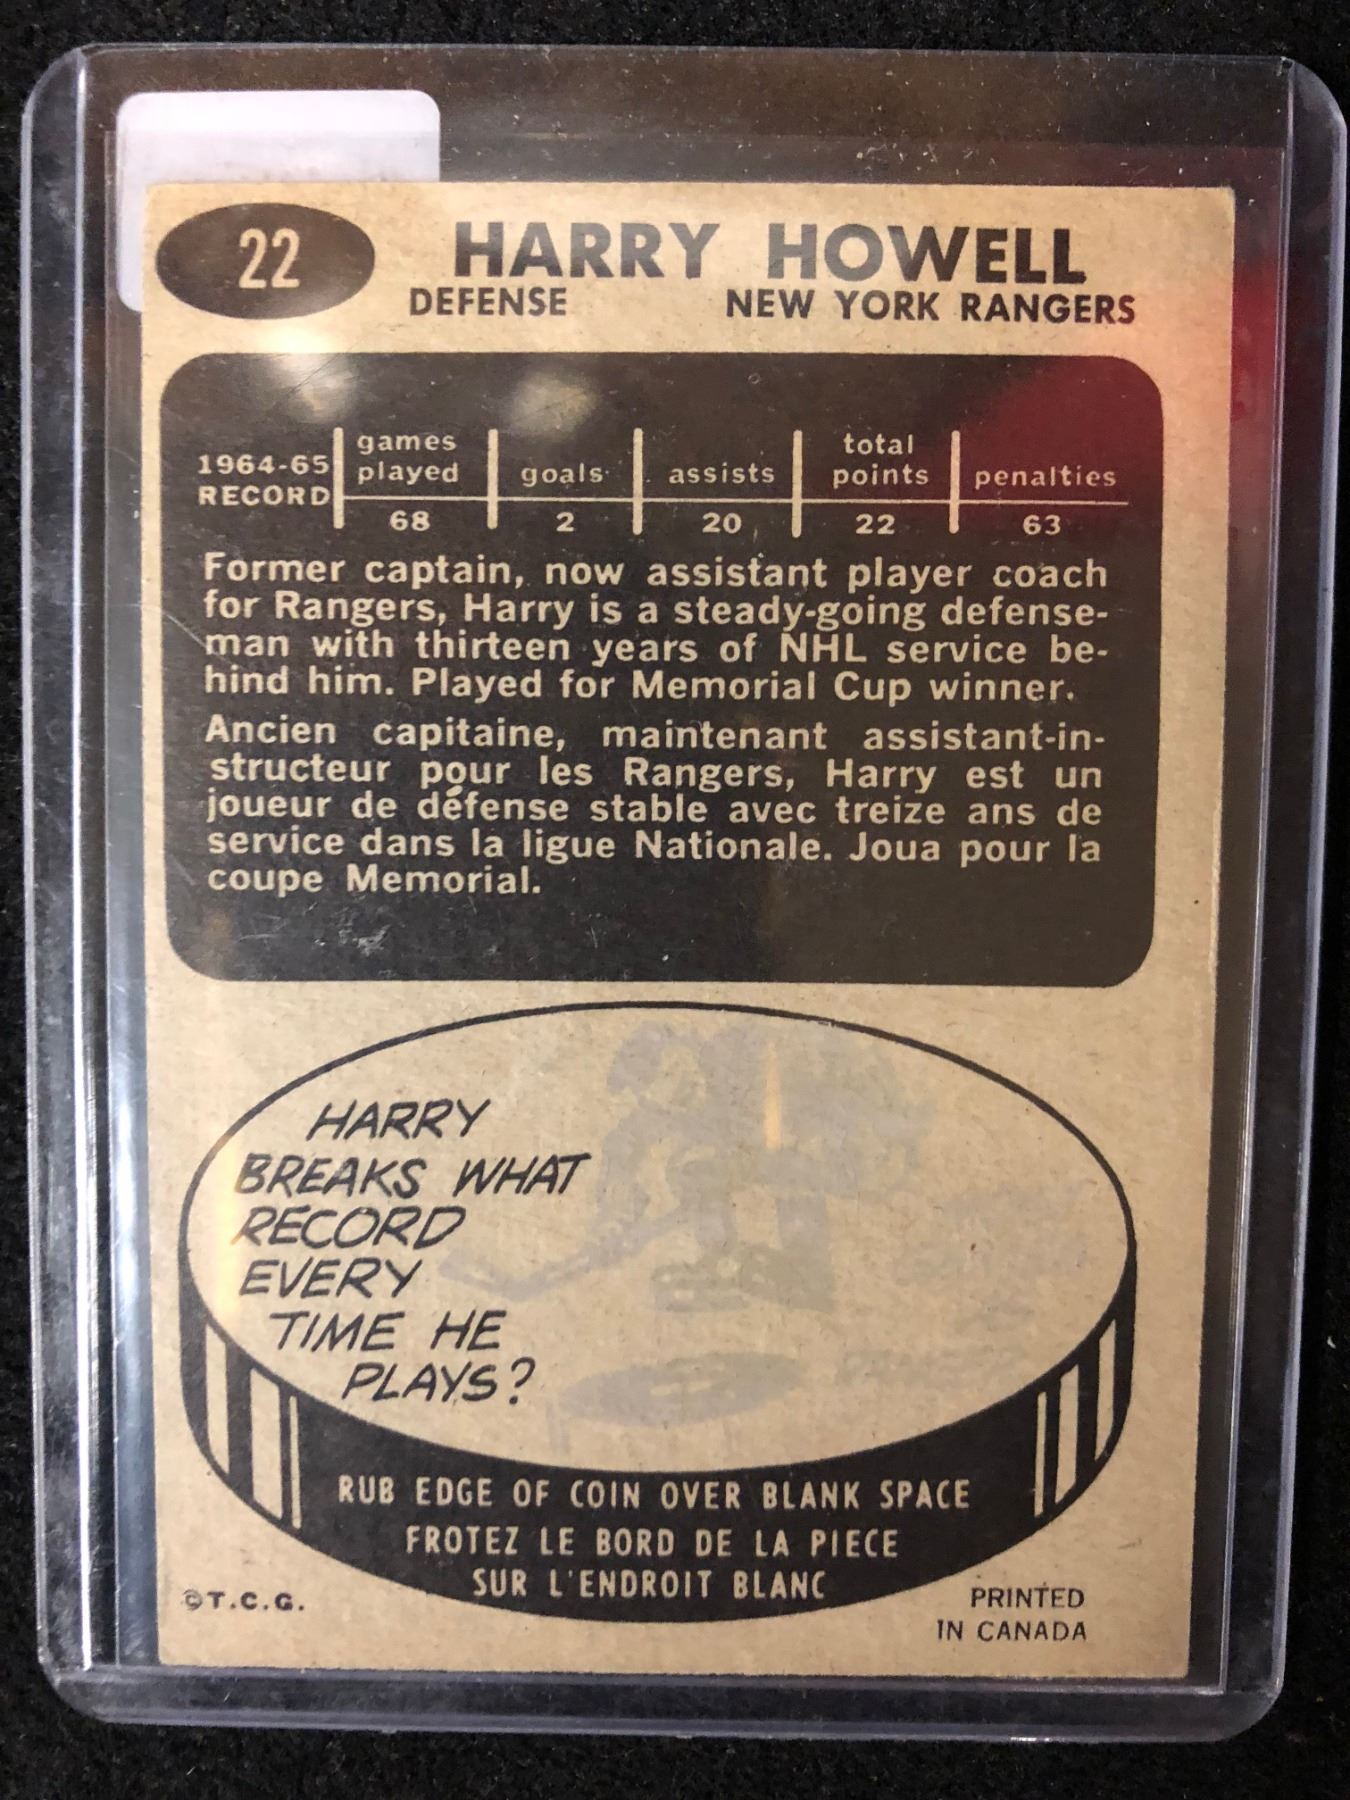 22
HARRY HOWELL
DEFENSE NEW YORK RANGERS
1964-65 RECORD
games played goals assists total points penalties
68 2 20 22 63
Former captain, now assistant player coach
for Rangers, Harry is a steady-going defense-
man with thirteen years of NHL service be-
hind him. Played for Memorial Cup winner.
Ancien capitaine, maintenant assistant-in-
structeur pour les Rangers, Harry est un
joueur de défense stable avec treize ans de
service dans la ligue Nationale. Joua pour la
coupe Memorial.
HARRY
BREAKS WHAT
RECORD
EVERY
TIME HE
PLAYS?
RUB EDGE OF COIN OVER BLANK SPACE
FROTEZ LE BORD DE LA PIECE
SUR L'ENDROIT BLANC
©T.C.G.
PRINTED
IN CANADA